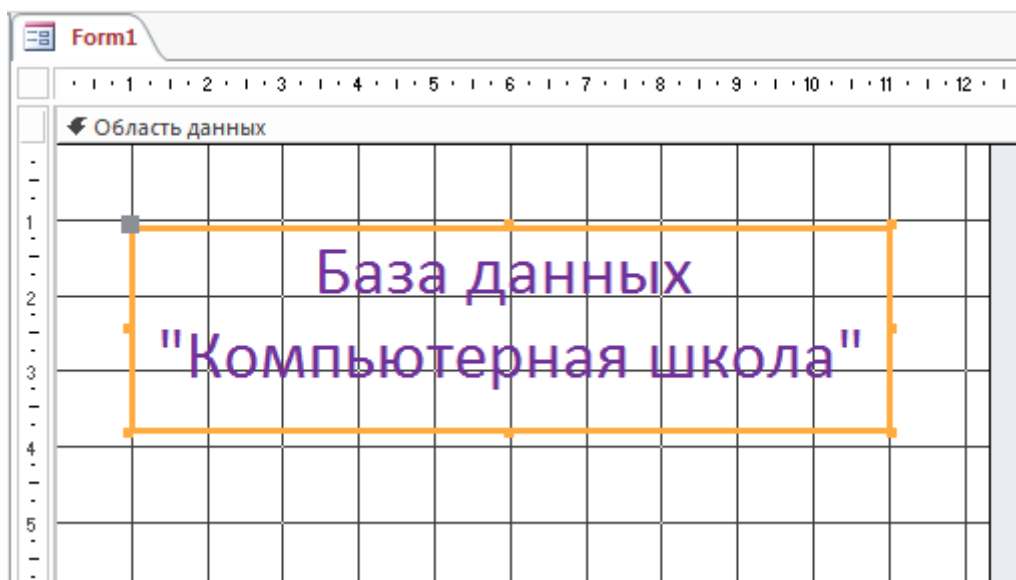 Form1
1 2 3 4 5 6 7 8 9 10 11 12
Область данных
1
База данных
2
"Компьютерная школа"
3
4
5